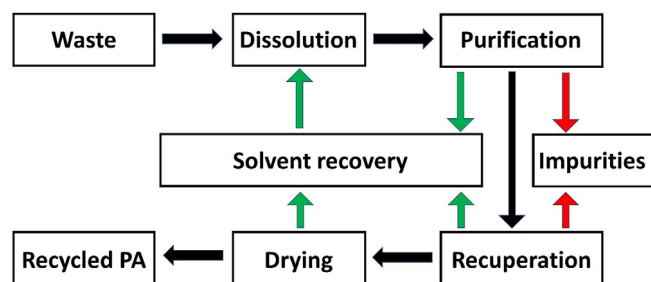 Waste
Dissolution
Purification
Solvent recovery
Impurities
Recycled PA
Drying
Recuperation